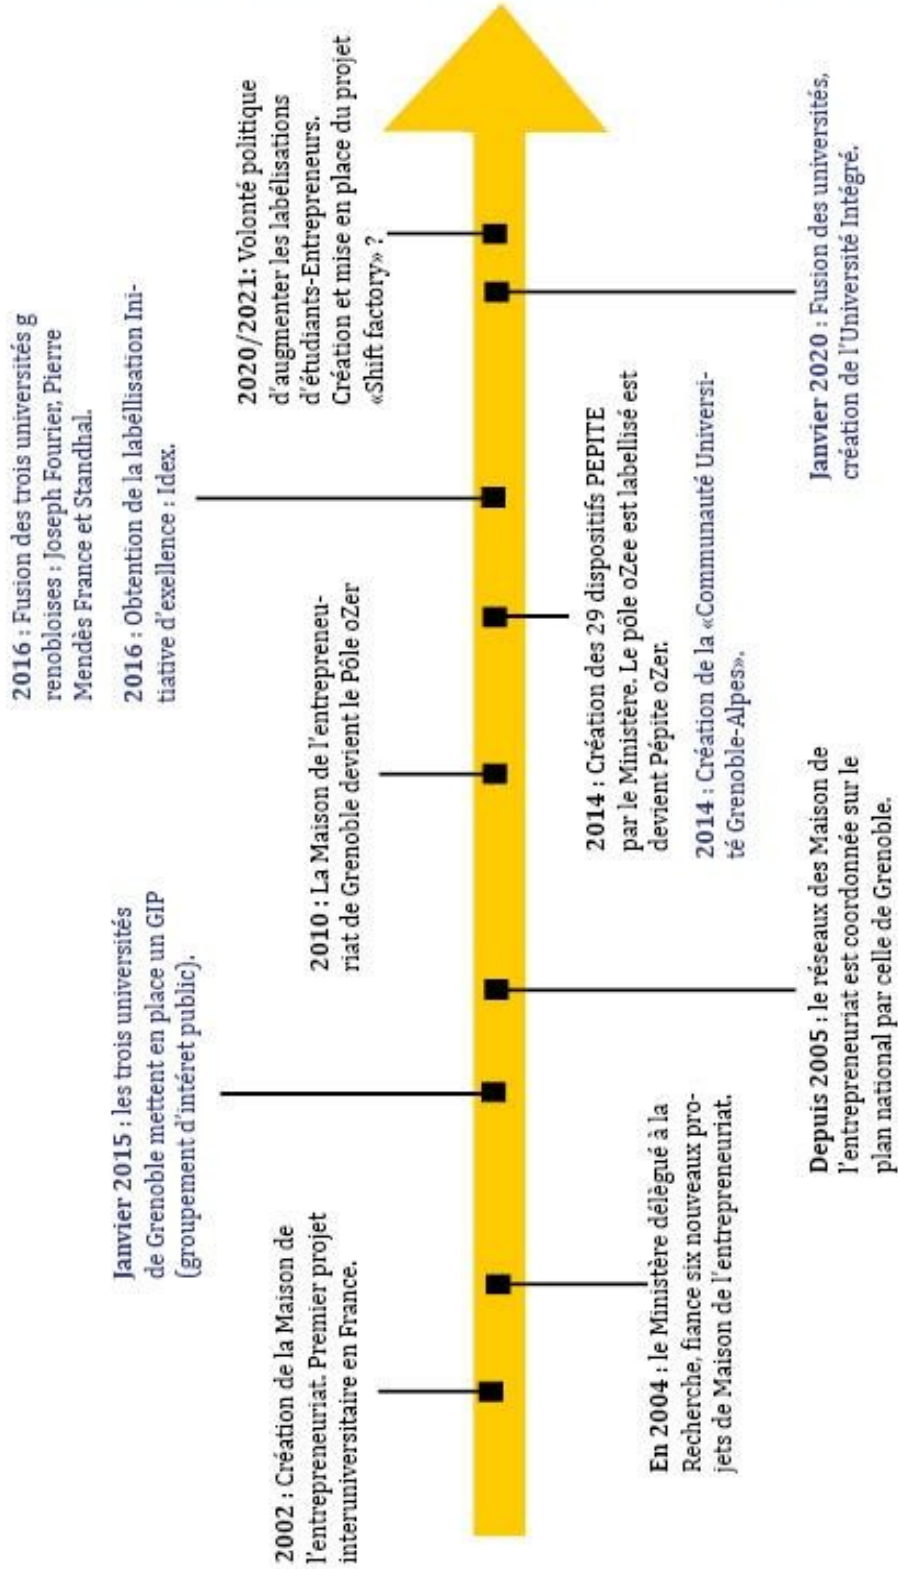 2002 : Création de la Maison de
l'entrepreneuriat. Premier projet
interuniversitaire en France.
En 2004 : le Ministère délégué à la
Recherche, fiance six nouveaux pro-
jets de Maison de l'entrepreneuriat.
Janvier 2015 : les trois universités
de Grenoble mettent en place un GIP
(groupement d'intéret public).
Depuis 2005 : le réseaux des Maison de
l'entrepreneuriat est coordonnée sur le
plan national par celle de Grenoble.
2010 : La Maison de l'entrepreneu-
riat de Grenoble devient le Pôle oZer
2014 : Création des 29 dispositifs PEPITE
par le Ministère. Le pôle oZee est labellisé est
devient Pépite oZer.
2014 : Création de la «Communauté Universi-
té Grenoble-Alpes».
2016 : Fusion des trois universités g
renobloises : Joseph Fourier, Pierre
Mendès France et Standhal.
2016 : Obtention de la labéllisation Ini-
tiative d'exellence : Idex.
Janvier 2020 : Fusion des universités,
création de l'Université Intégré.
2020/2021: Volonté politique
d'augmenter les labélisations
d'étudiants-Entrepreneurs.
Création et mise en place du projet
«Shift factory» ?